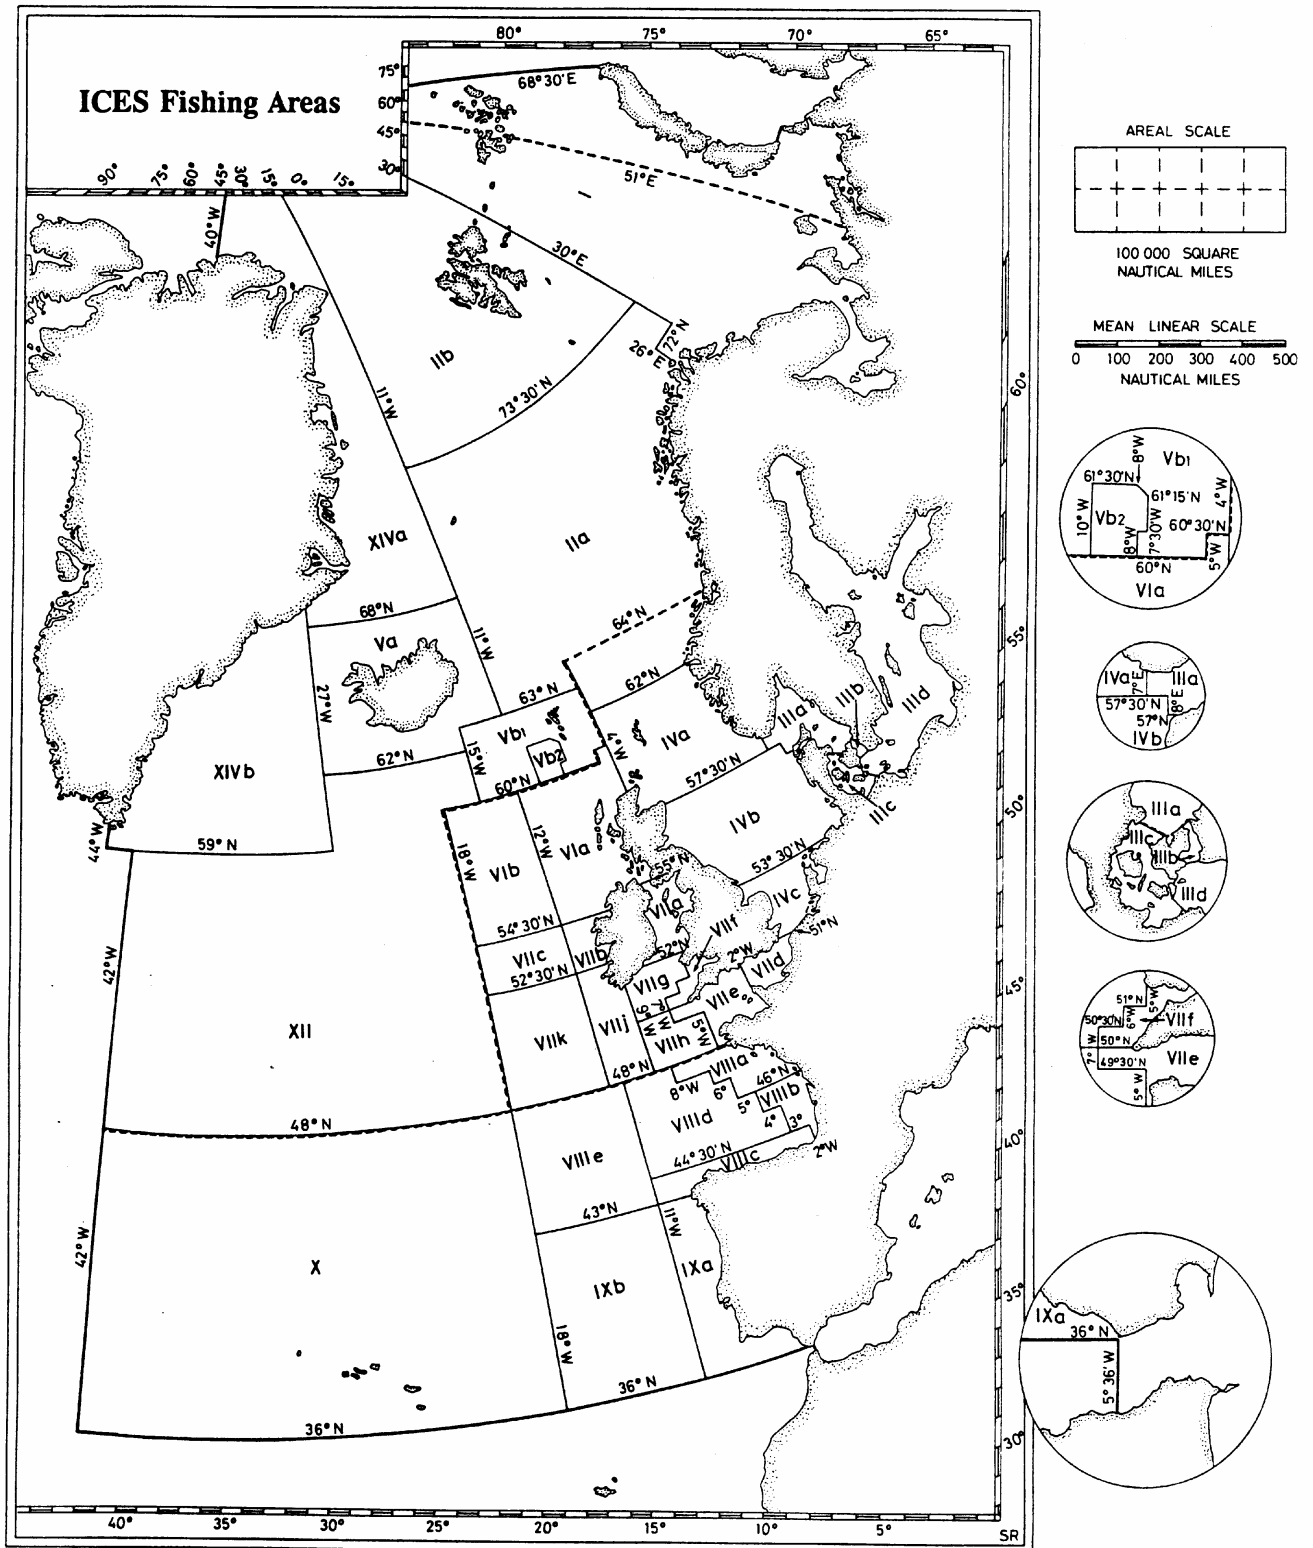 ICES Fishing Areas
80°
75°
70°
65°
75°
60°
45°
30°
90°
75°
60°
45°
30°
15°
0°
15°
68°30'E
51°E
40°W
30°E
IIb
26°E
72°N
11°W
73°30'N
60°
XIVa
IIa
68°N
64°N
55°
Va
11°W
62°N
27°W
63°N
IIIa
IIIb
IIId
Vb1
15°W
4°W
IVa
Vb2
62°N
XIVb
60°N
57°30'N
50°
IIIc
44°W
59°N
18°W
12°W
VIa
IVb
VIb
55°N
53°30'N
VIIa
IVc
54°30'N
VIIf
51°N
42°W
VIIc
VIIb
52°N
2°W
52°30'N
VIIg
VIId
45°
VIIe
7°W
9°W
XII
VIIk
VIIj
5°W
VIIh
48°N
VIIIa
8°W
6°
46°N
5°
VIIIb
48°N
VIIId
4°
3°
40°
44°30'N
2°W
VIIIe
VIIIc
43°N
11°W
42°W
X
IXa
IXb
35°
18°W
36°N
36°N
30°
40°
30°
25°
20°
15°
10°
5°
SR
AREAL SCALE
100 000 SQUARE
NAUTICAL MILES
MEAN LINEAR SCALE
0 100 200 300 400 500
NAUTICAL MILES
8°W
Vb1
61°30'N
4°W
61°15'N
10°W
Vb2
60°30'N
8°W
7°30'W
5°W
60°N
VIa
IVa
7°E
IIIa
8°E
57°30'N
57°N
IVb
IIIa
IIIc
IIIb
IIId
51°N
5°W
50°30'N
6°W
VIIf
7°W
50°N
VIIe
49°30'N
5°W
IXa
36°N
5°36'W